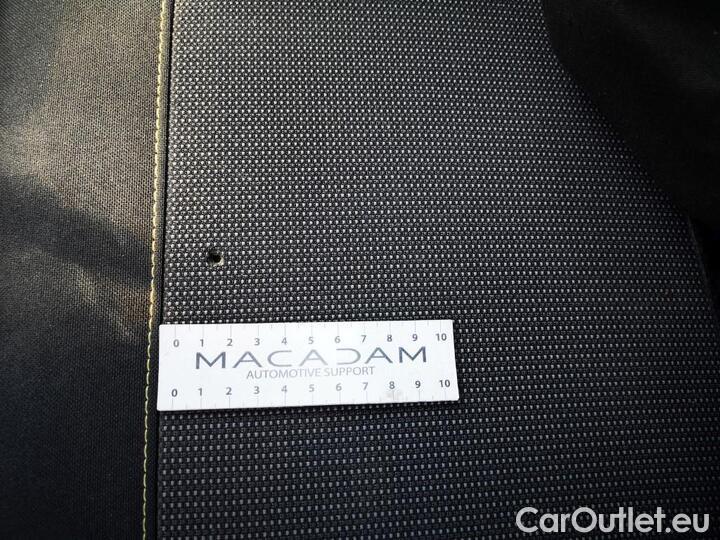 0 1 2 3 4 5 6 7 8 9 10
MACADAM
AUTOMOTIVE SUPPORT
0 1 2 3 4 5 6 7 8 9 10
CarOutlet.eu